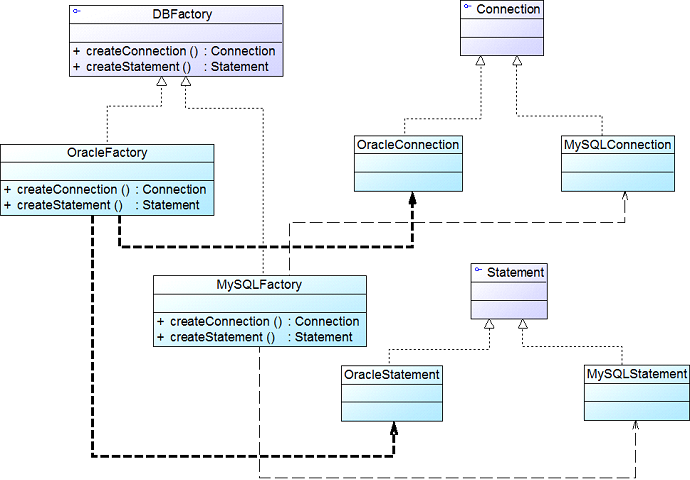 DBFactory
+ createConnection () : Connection
+ createStatement () : Statement
Connection
OracleFactory
+ createConnection () : Connection
+ createStatement () : Statement
OracleConnection
MySQLConnection
MySQLFactory
+ createConnection () : Connection
+ createStatement () : Statement
Statement
OracleStatement
MySQLStatement